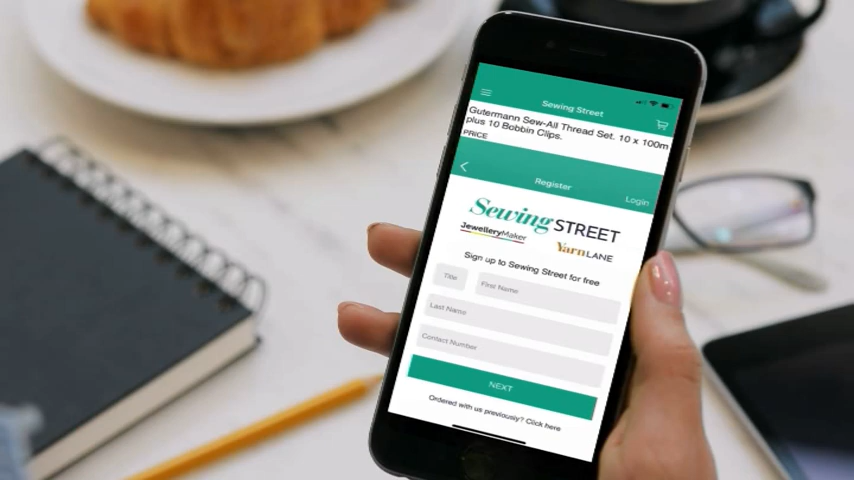 Sewing Street
Gutermann Sew-All Thread Set. 10 x 100m
plus 10 Bobbin Clips.
PRICE
Register
Login
Sewing STREET
JewelleryMaker
Yarn LANE
Sign up to Sewing Street for free
Title
First Name
Last Name
Contact Number
NEXT
Ordered with us previously? Click here